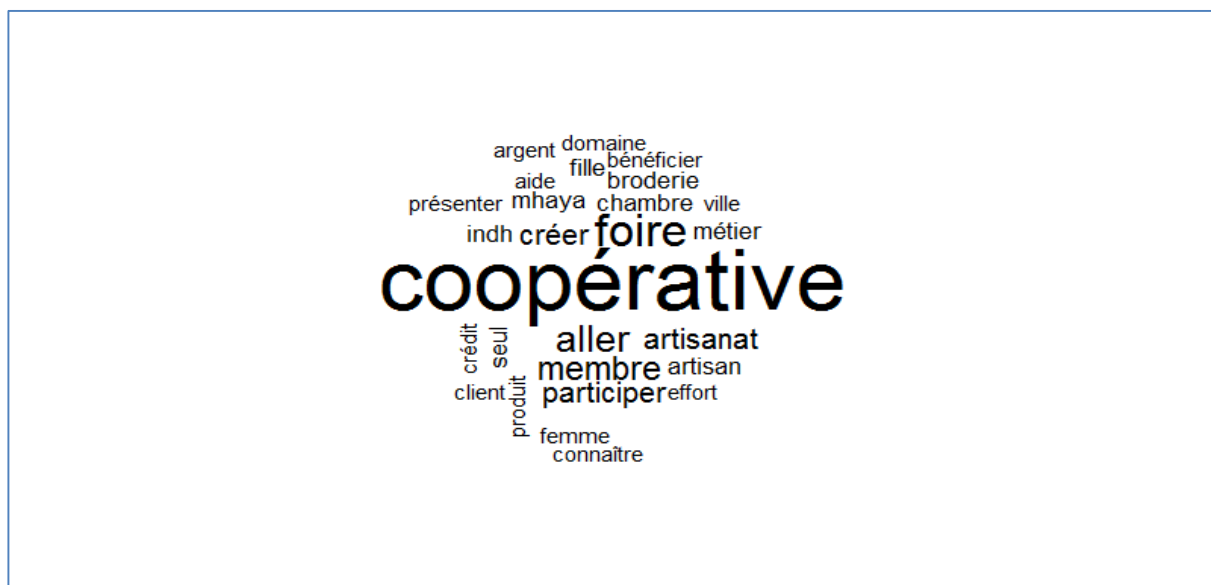 argent domaine
fille bénéficier
aide broderie
présenter mhaya chambre ville
indh créer foire métier
coopérative
crédit seul aller artisanat
membre artisan
client produit participer effort
femme
connaître